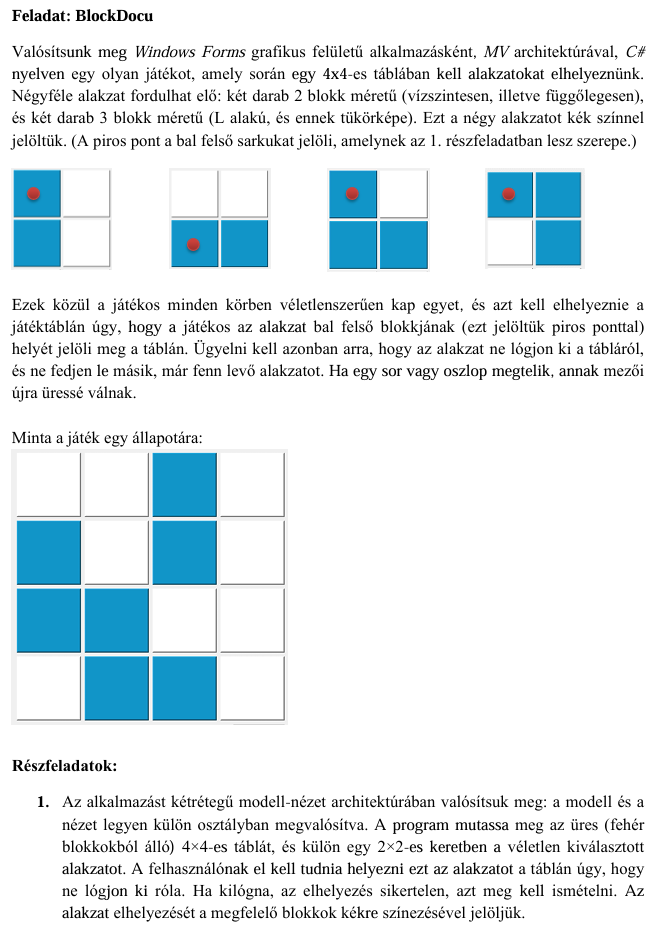 Feladat: BlockDocu
Valósítsunk meg Windows Forms grafikus felületű alkalmazásként, MV architektúrával, C#
nyelven egy olyan játékot, amely során egy 4x4-es táblában kell alakzatokat elhelyeznünk.
Négyféle alakzat fordulhat elő: két darab 2 blokk méretű (vízszintesen, illetve függőlegesen),
és két darab 3 blokk méretű (L alakú, és ennek tükörképe). Ezt a négy alakzatot kék színnel
jelöltük. (A piros pont a bal felső sarkukat jelöli, amelynek az 1. részfeladatban lesz szerepe.)
Ezek közül a játékos minden körben véletlenszerűen kap egyet, és azt kell elhelyeznie a
játéktáblán úgy, hogy a játékos az alakzat bal felső blokkjának (ezt jelöltük piros ponttal)
helyét jelöli meg a táblán. Ügyelni kell azonban arra, hogy az alakzat ne lógjon ki a tábláról,
és ne fedjen le másik, már fenn levő alakzatot. Ha egy sor vagy oszlop megtelik, annak mezői
újra üressé válnak.
Minta a játék egy állapotára:
Részfeladatok:
1. Az alkalmazást kétrétegű modell-nézet architektúrában valósítsuk meg: a modell és a
nézet legyen külön osztályban megvalósítva. A program mutassa meg az üres (fehér
blokkokból álló) 4×4-es táblát, és külön egy 2×2-es keretben a véletlen kiválasztott
alakzatot. A felhasználónak el kell tudnia helyezni ezt az alakzatot a táblán úgy, hogy
ne lógjon ki róla. Ha kilógna, az elhelyezés sikertelen, azt meg kell ismételni. Az
alakzat elhelyezését a megfelelő blokkok kékre színezésével jelöljük.